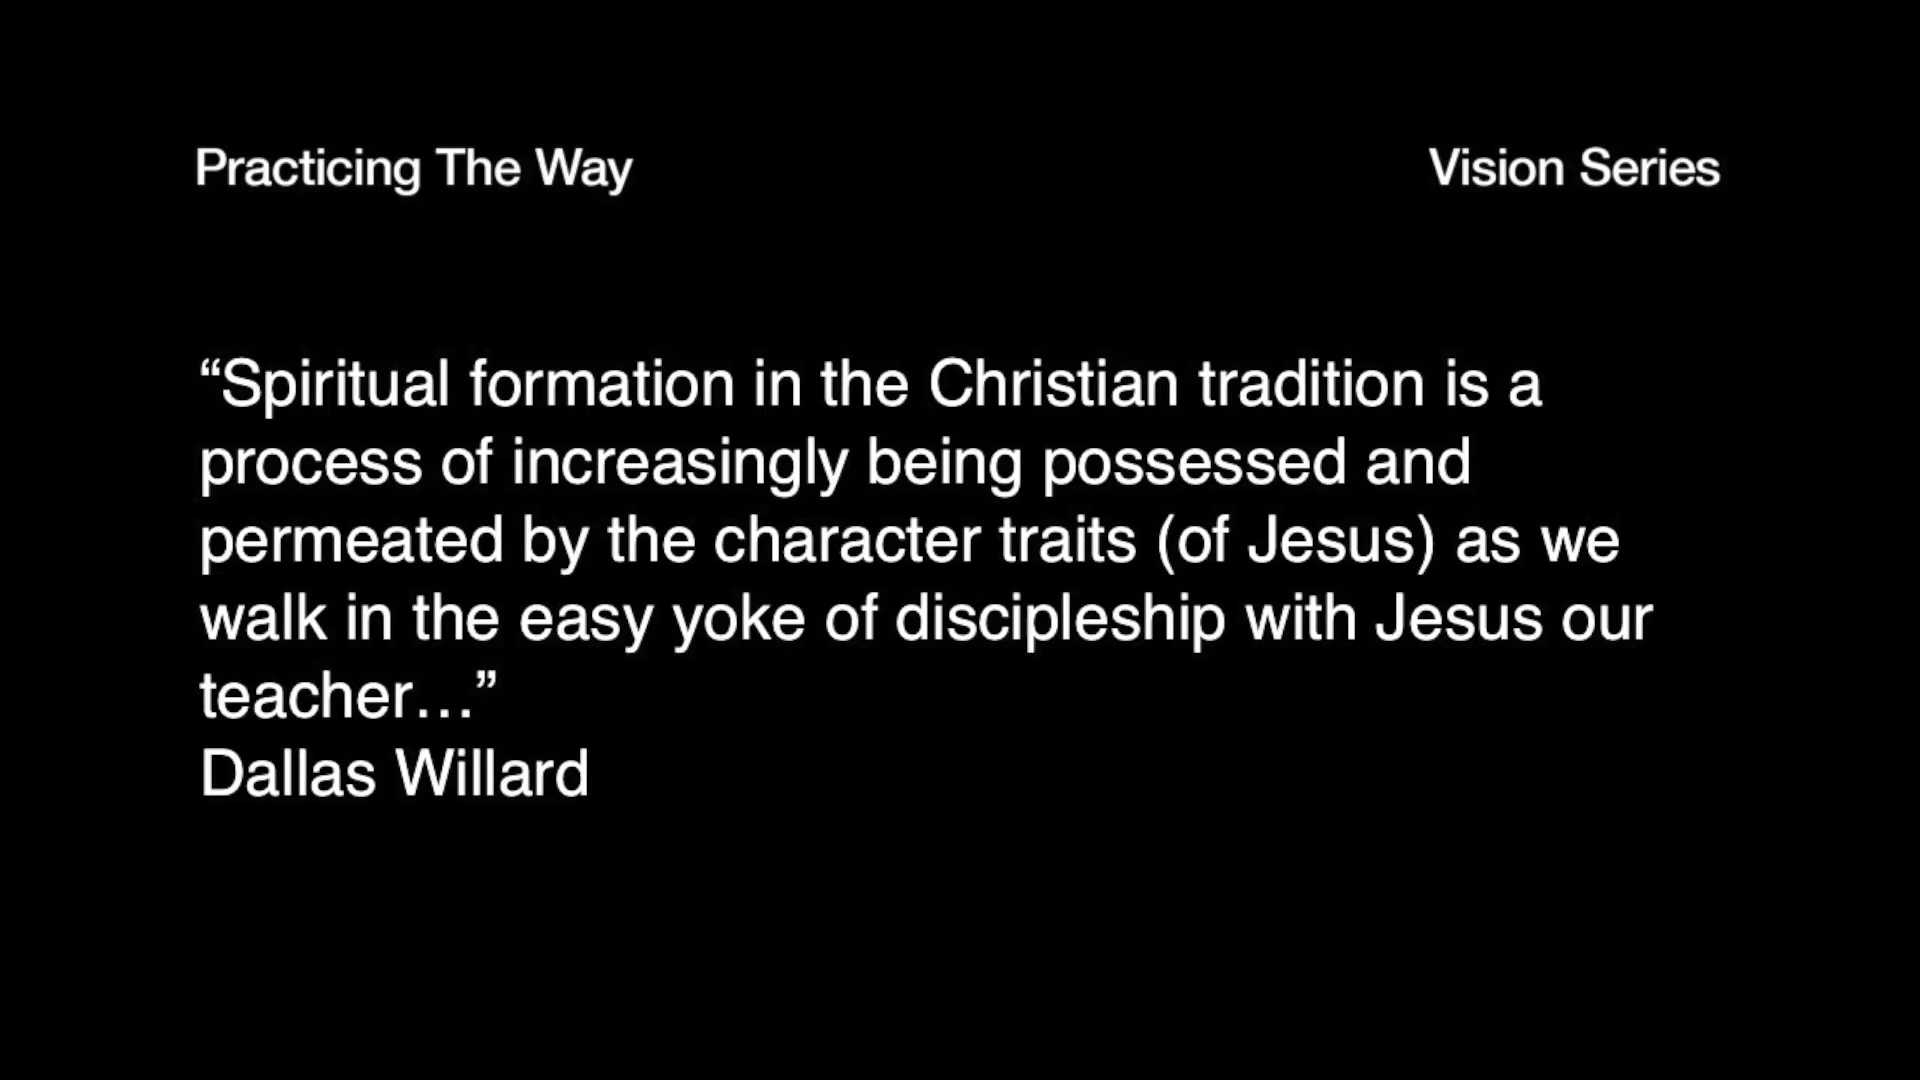 Practicing The Way
Vision Series
“Spiritual formation in the Christian tradition is a
process of increasingly being possessed and
permeated by the character traits (of Jesus) as we
walk in the easy yoke of discipleship with Jesus our
teacher…”
Dallas Willard